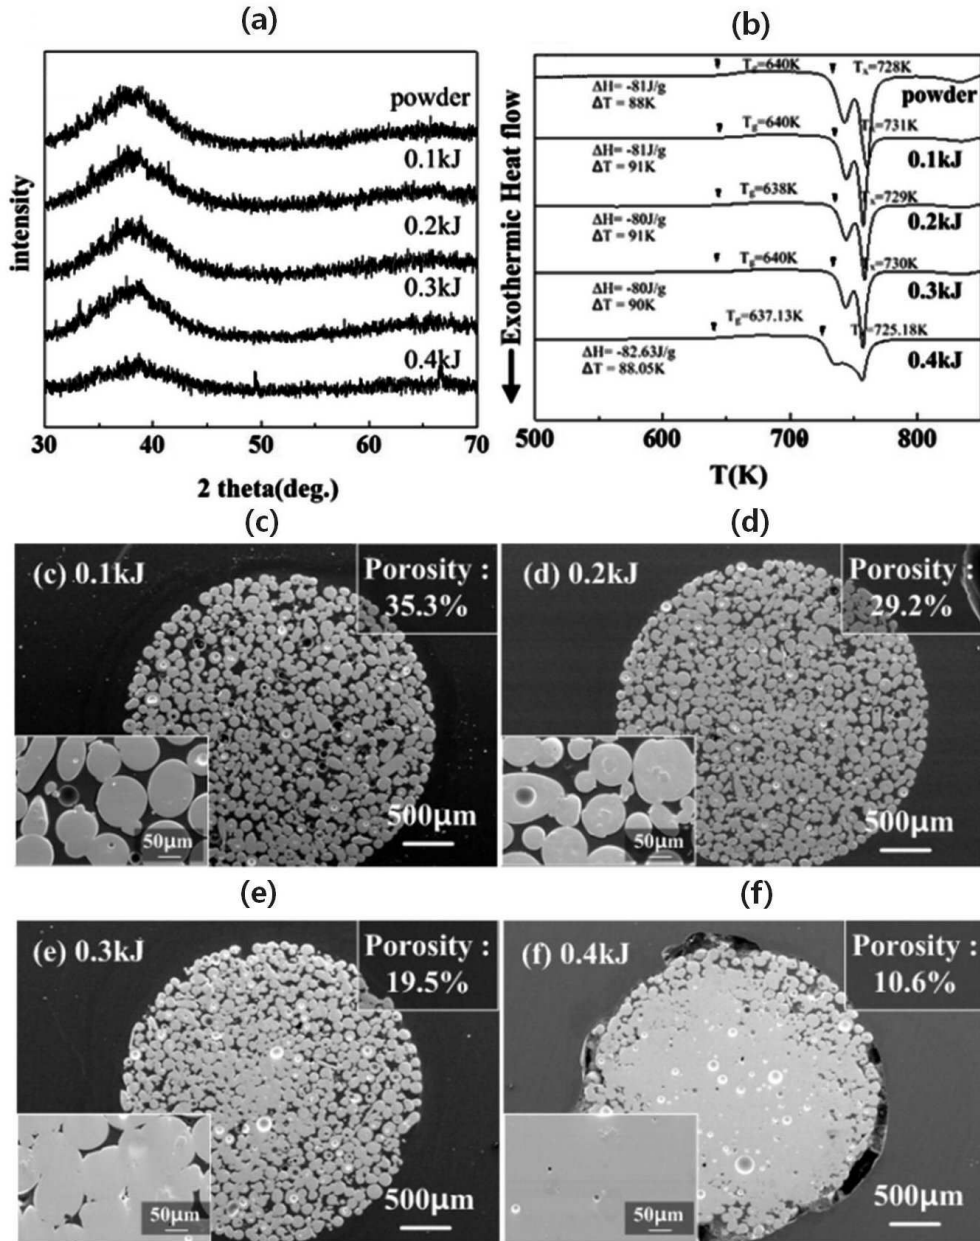 (a)
intensity
powder
0.1kJ
0.2kJ
0.3kJ
0.4kJ
30 40 50 60 70
2 theta(deg.)
(b)
Exothermic Heat flow
Tg=640K
Tx=728K
ΔH= -81J/g
ΔT = 88K
powder
Tg=640K
=731K
ΔH= -81J/g
ΔT = 91K
0.1kJ
Tg=638K
x=729K
ΔH= -80J/g
ΔT = 91K
0.2kJ
Tg=640K
x=730K
ΔH= -80J/g
ΔT = 90K
0.3kJ
Tg=637.13K
T =725.18K
ΔH= -82.63J/g
ΔT = 88.05K
0.4kJ
500 600 700 800
T(K)
(c)
(c) 0.1kJ
Porosity :
35.3%
50μm
500μm
(d)
(d) 0.2kJ
Porosity :
29.2%
50μm
500μm
(e)
(e) 0.3kJ
Porosity :
19.5%
50μm
500μm
(f)
(f) 0.4kJ
Porosity :
10.6%
50μm
500μm